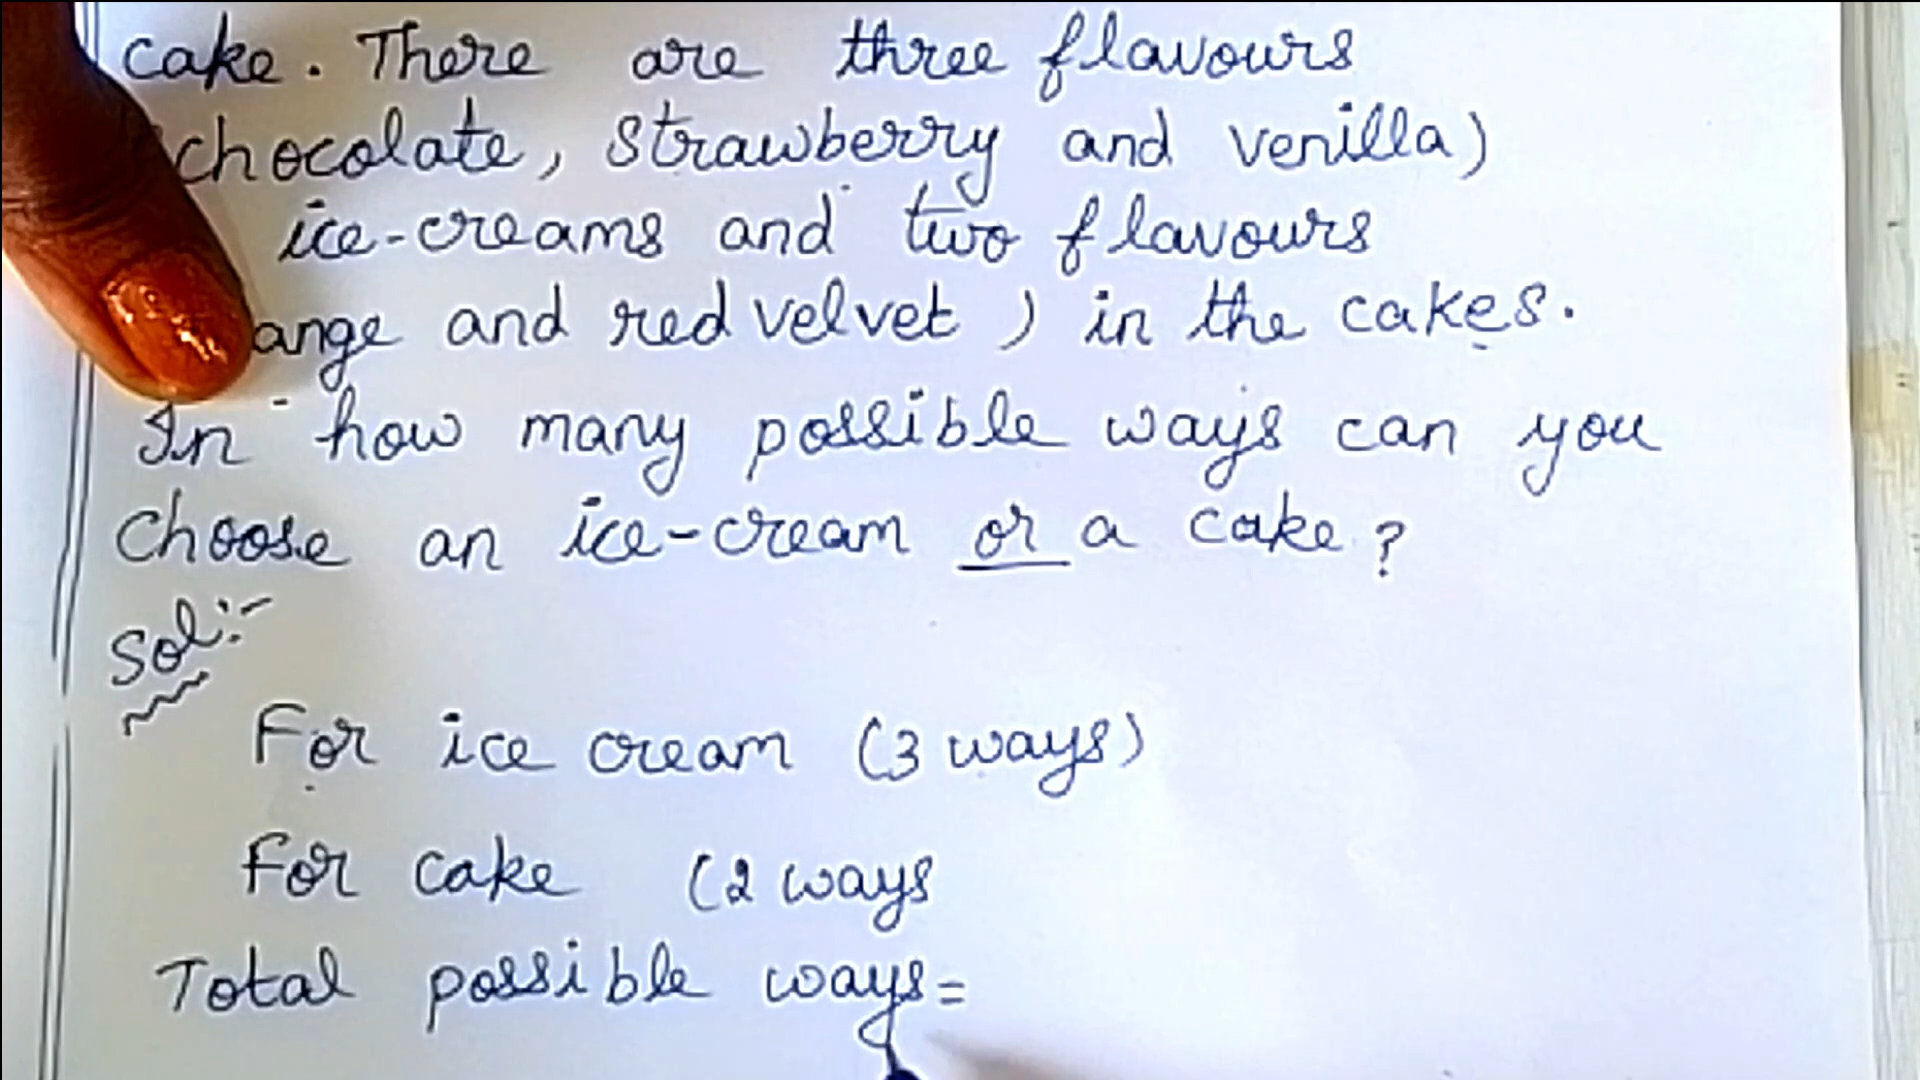 cake. There are three flavours
chocolate, strawberry and venilla)
ice-creams and two flavours
ange and red velvet ) in the cakes.
In how many possible ways can you
choose an ice-cream or a cake ?
Sol:-
For ice cream (3 ways)
For cake (2 ways
Total possible ways =